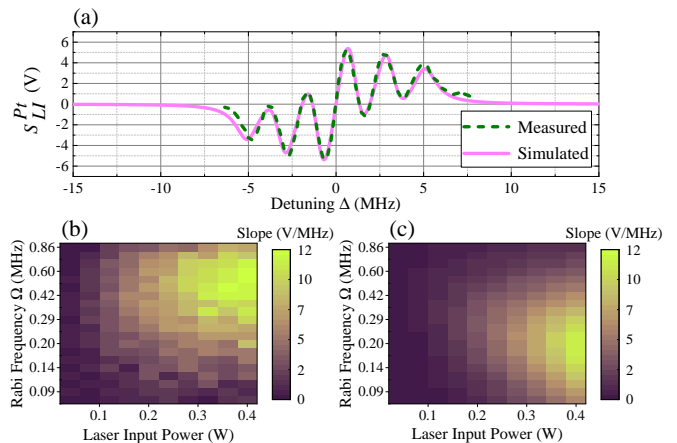 (a)
S^{Pt}_{LI} (V)
6
4
2
0
-2
-4
-6
Measured
Simulated
-15 -10 -5 0 5 10 15
Detuning Δ (MHz)
(b)
Slope (V/MHz)
Rabi Frequency Ω (MHz)
0.86
0.60
0.42
0.29
0.20
0.14
0.09
12
10
8
5
3
0
0.1 0.2 0.3 0.4
Laser Input Power (W)
(c)
Slope (V/MHz)
Rabi Frequency Ω (MHz)
0.86
0.60
0.42
0.29
0.20
0.14
0.09
12
10
8
5
3
0
0.1 0.2 0.3 0.4
Laser Input Power (W)